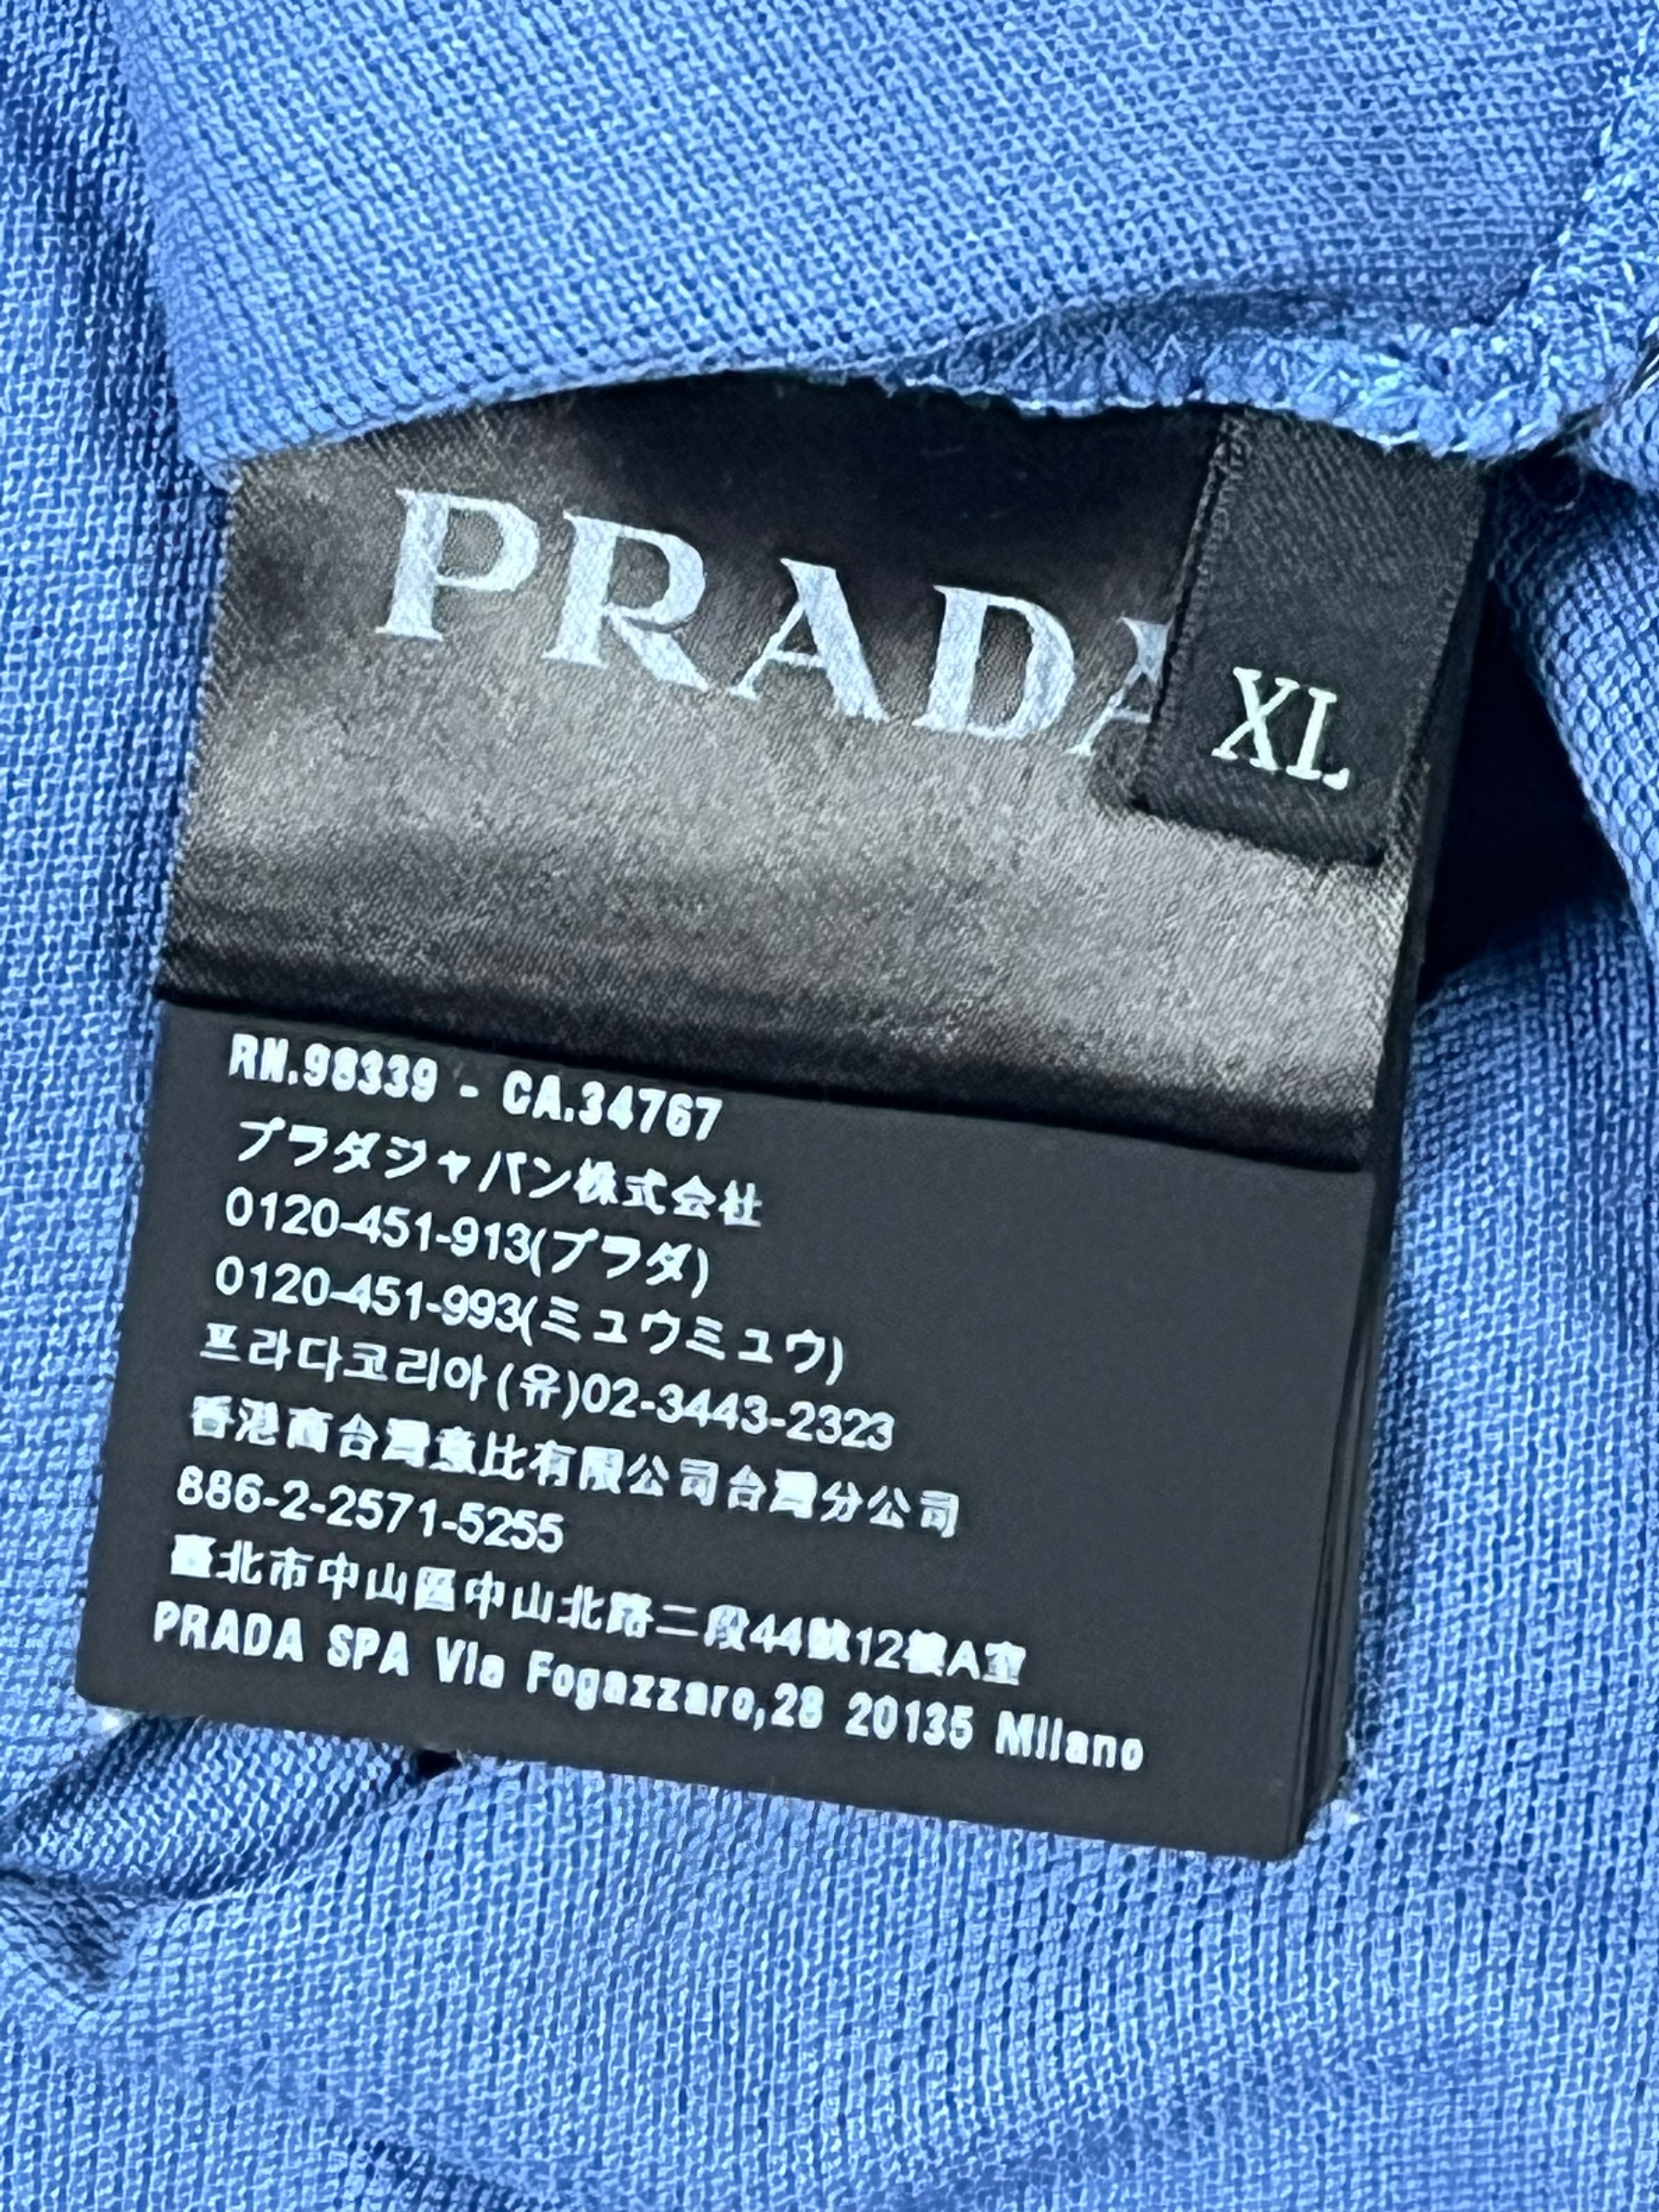 PRADA
XL
RN.98339 - CA.34767
プラダジャパン株式会社
0120-451-913(プラダ)
0120-451-993(ミュウミュウ)
프라다코리아(유)02-3443-2323
香港商台灣意比有限公司台灣分公司
886-2-2571-5255
臺北市中山區中山北路二段44號12樓A室
PRADA SPA Via Fogazzaro,28 20135 Milano